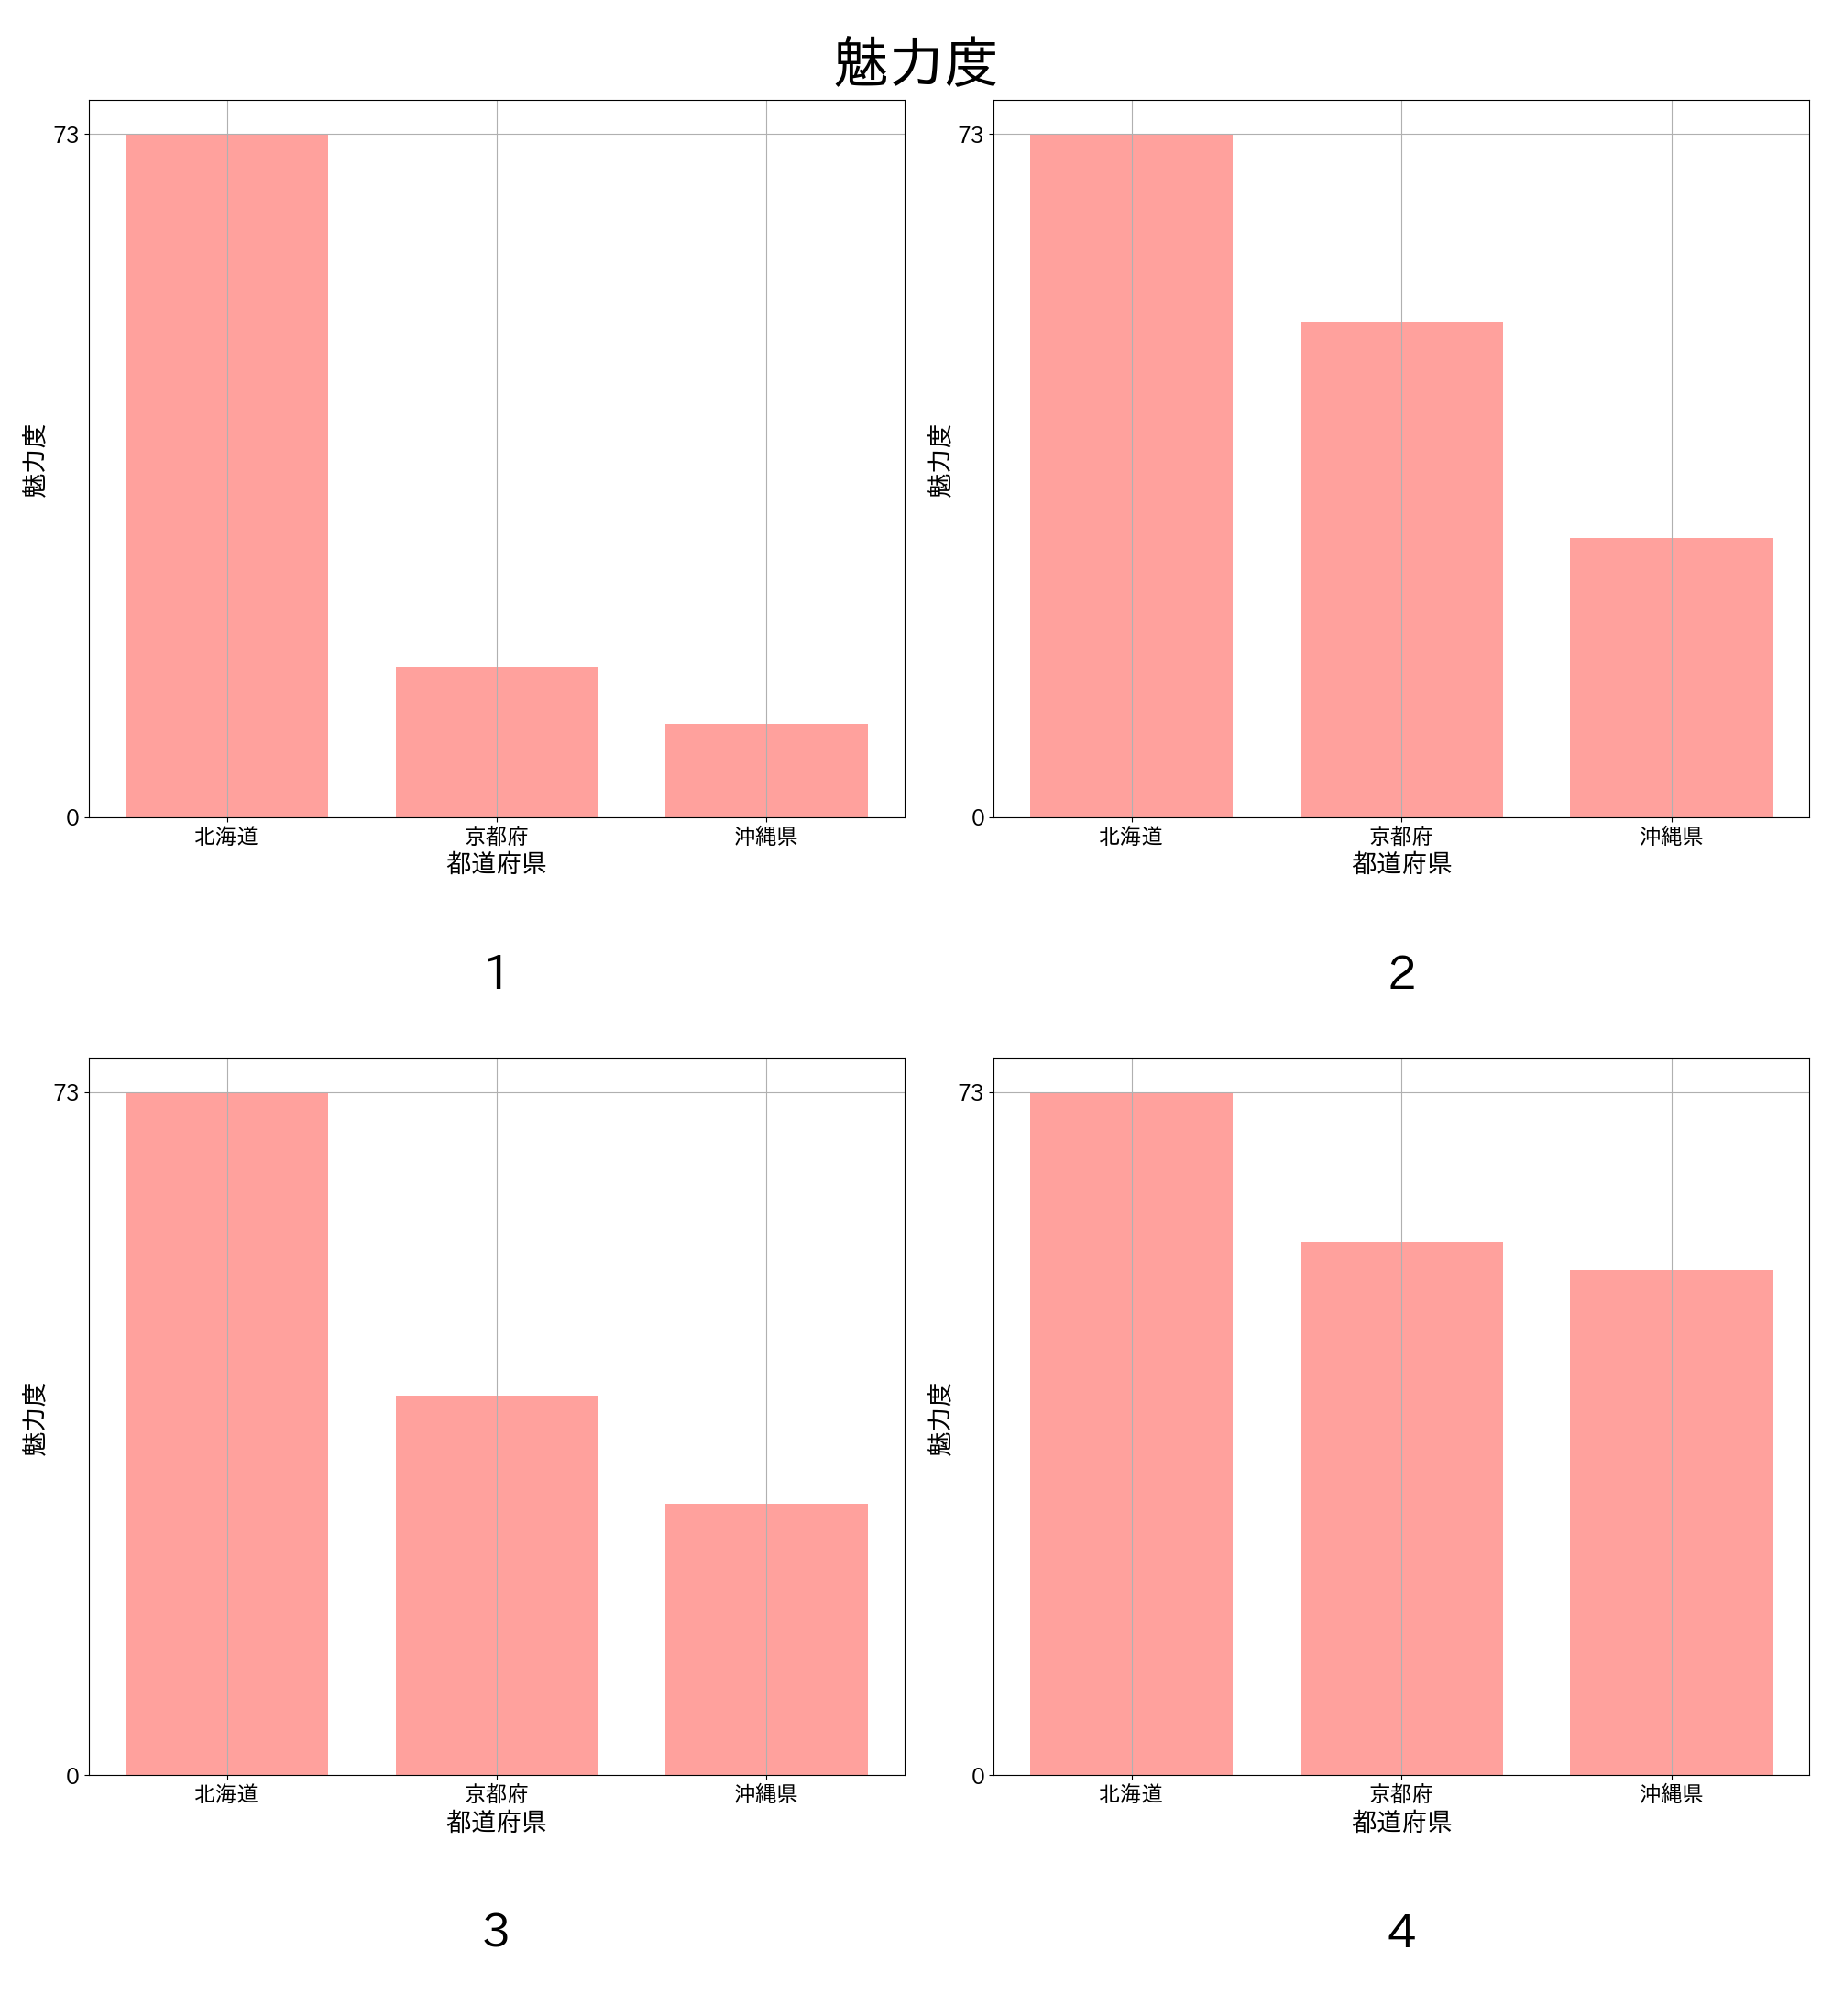 魅力度
73
魅力度
0
北海道 京都府 沖縄県
都道府県
1
73
魅力度
0
北海道 京都府 沖縄県
都道府県
2
73
魅力度
0
北海道 京都府 沖縄県
都道府県
3
73
魅力度
0
北海道 京都府 沖縄県
都道府県
4